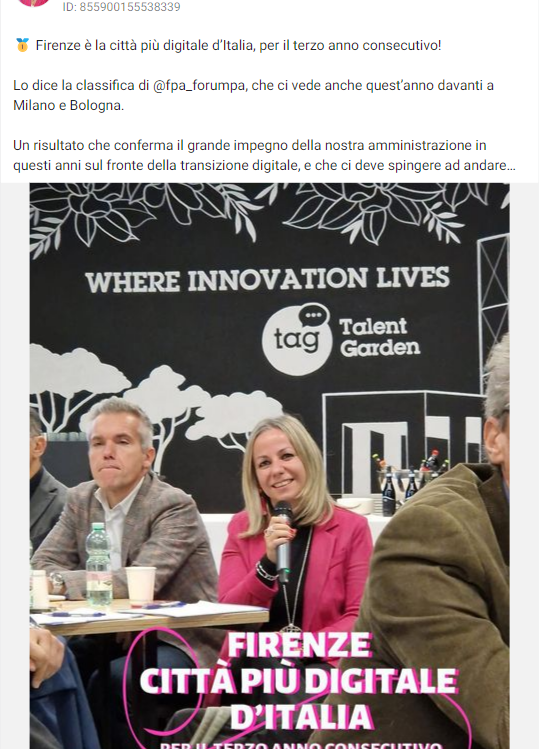 ID: 855900155538339
🥇 Firenze è la città più digitale d’Italia, per il terzo anno consecutivo!
Lo dice la classifica di @fpa_forumpa, che ci vede anche quest’anno davanti a
Milano e Bologna.
Un risultato che conferma il grande impegno della nostra amministrazione in
questi anni sul fronte della transizione digitale, e che ci deve spingere ad andare...
WHERE INNOVATION LIVES
tag
Talent
Garden
FIRENZE
CITTÀ PIÙ DIGITALE
D’ITALIA
PER IL TERZO ANNO CONSECUTIVO